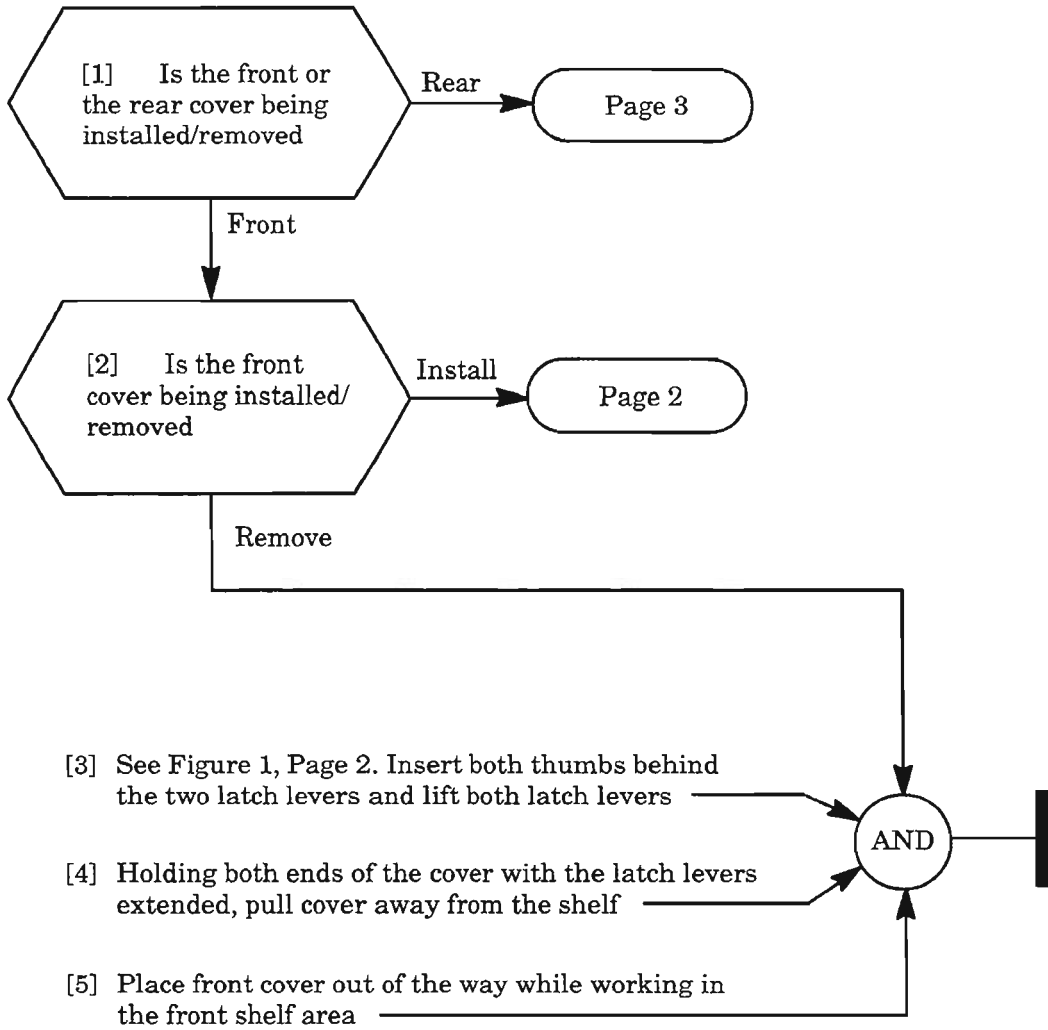 [1] Is the front or
the rear cover being
installed/removed
Rear
Page 3
Front
[2] Is the front
cover being installed/
removed
Install
Page 2
Remove
[3] See Figure 1, Page 2. Insert both thumbs behind
the two latch levers and lift both latch levers
AND
[4] Holding both ends of the cover with the latch levers
extended, pull cover away from the shelf
[5] Place front cover out of the way while working in
the front shelf area